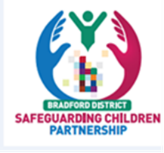 BRADFORD DISTRICT
SAFEGUARDING CHILDREN
PARTNERSHIP